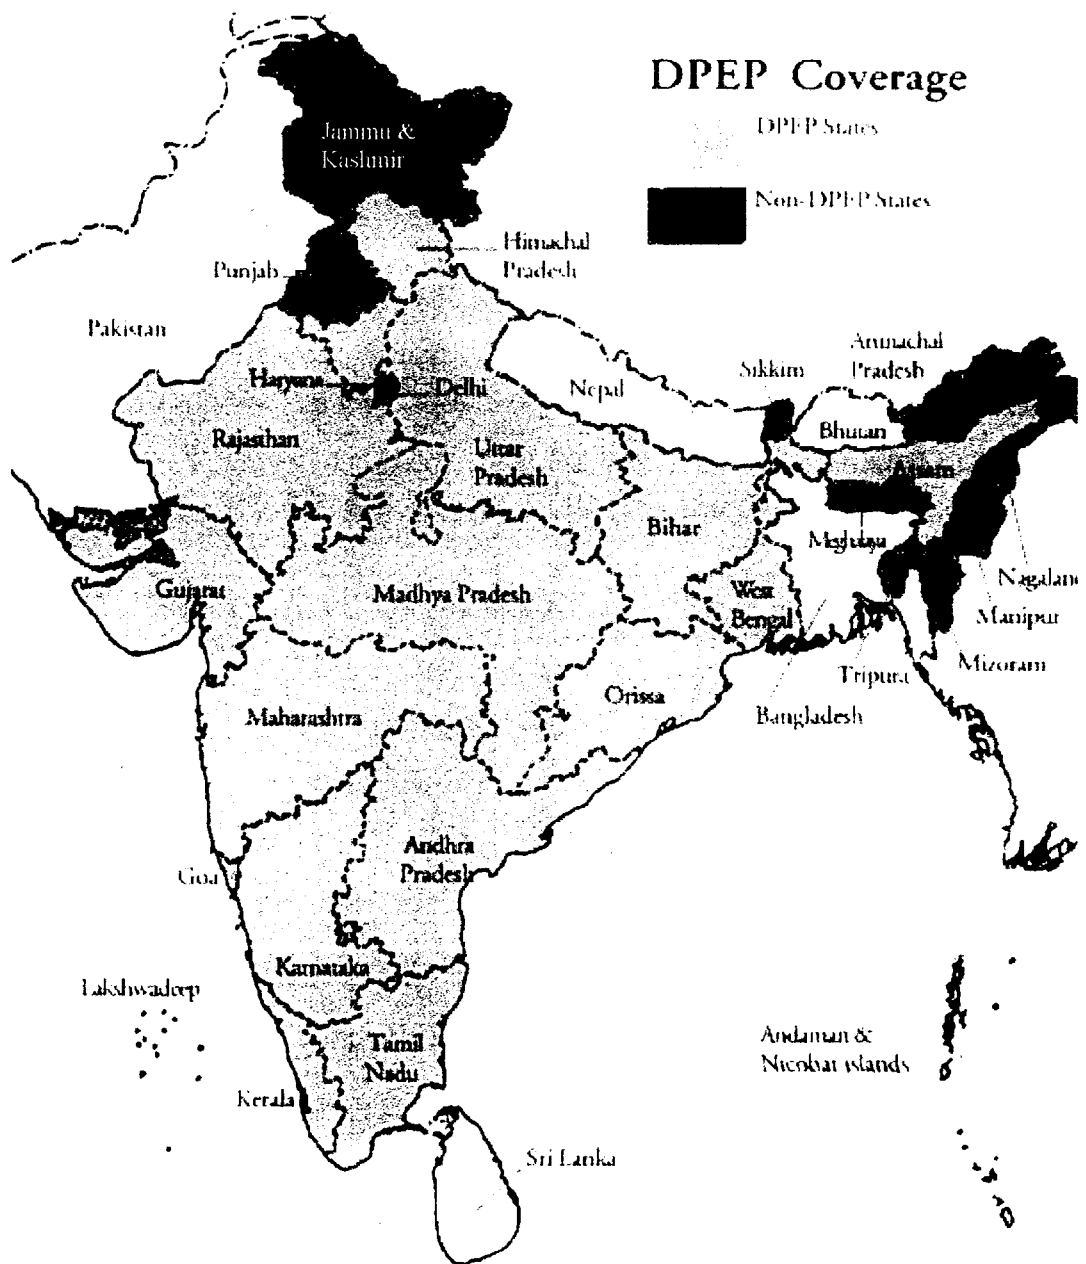 DPEP Coverage
DPEP States
Non-DPEP States
Jammu &
Kashmir
Himachal
Pradesh
Punjab
Pakistan
Arunachal
Pradesh
Sikkim
Nepal
Haryana
Delhi
Bhutan
Rajasthan
Uttar
Pradesh
Assam
Bihar
Meghalaya
Gujarat
Madhya Pradesh
West
Bengal
Nagaland
Manipur
Mizoram
Tripura
Orissa
Maharashtra
Bangladesh
Andhra
Pradesh
Goa
Karnataka
Lakshwadeep
Andaman &
Nicobar islands
Tamil
Nadu
Kerala
Sri Lanka